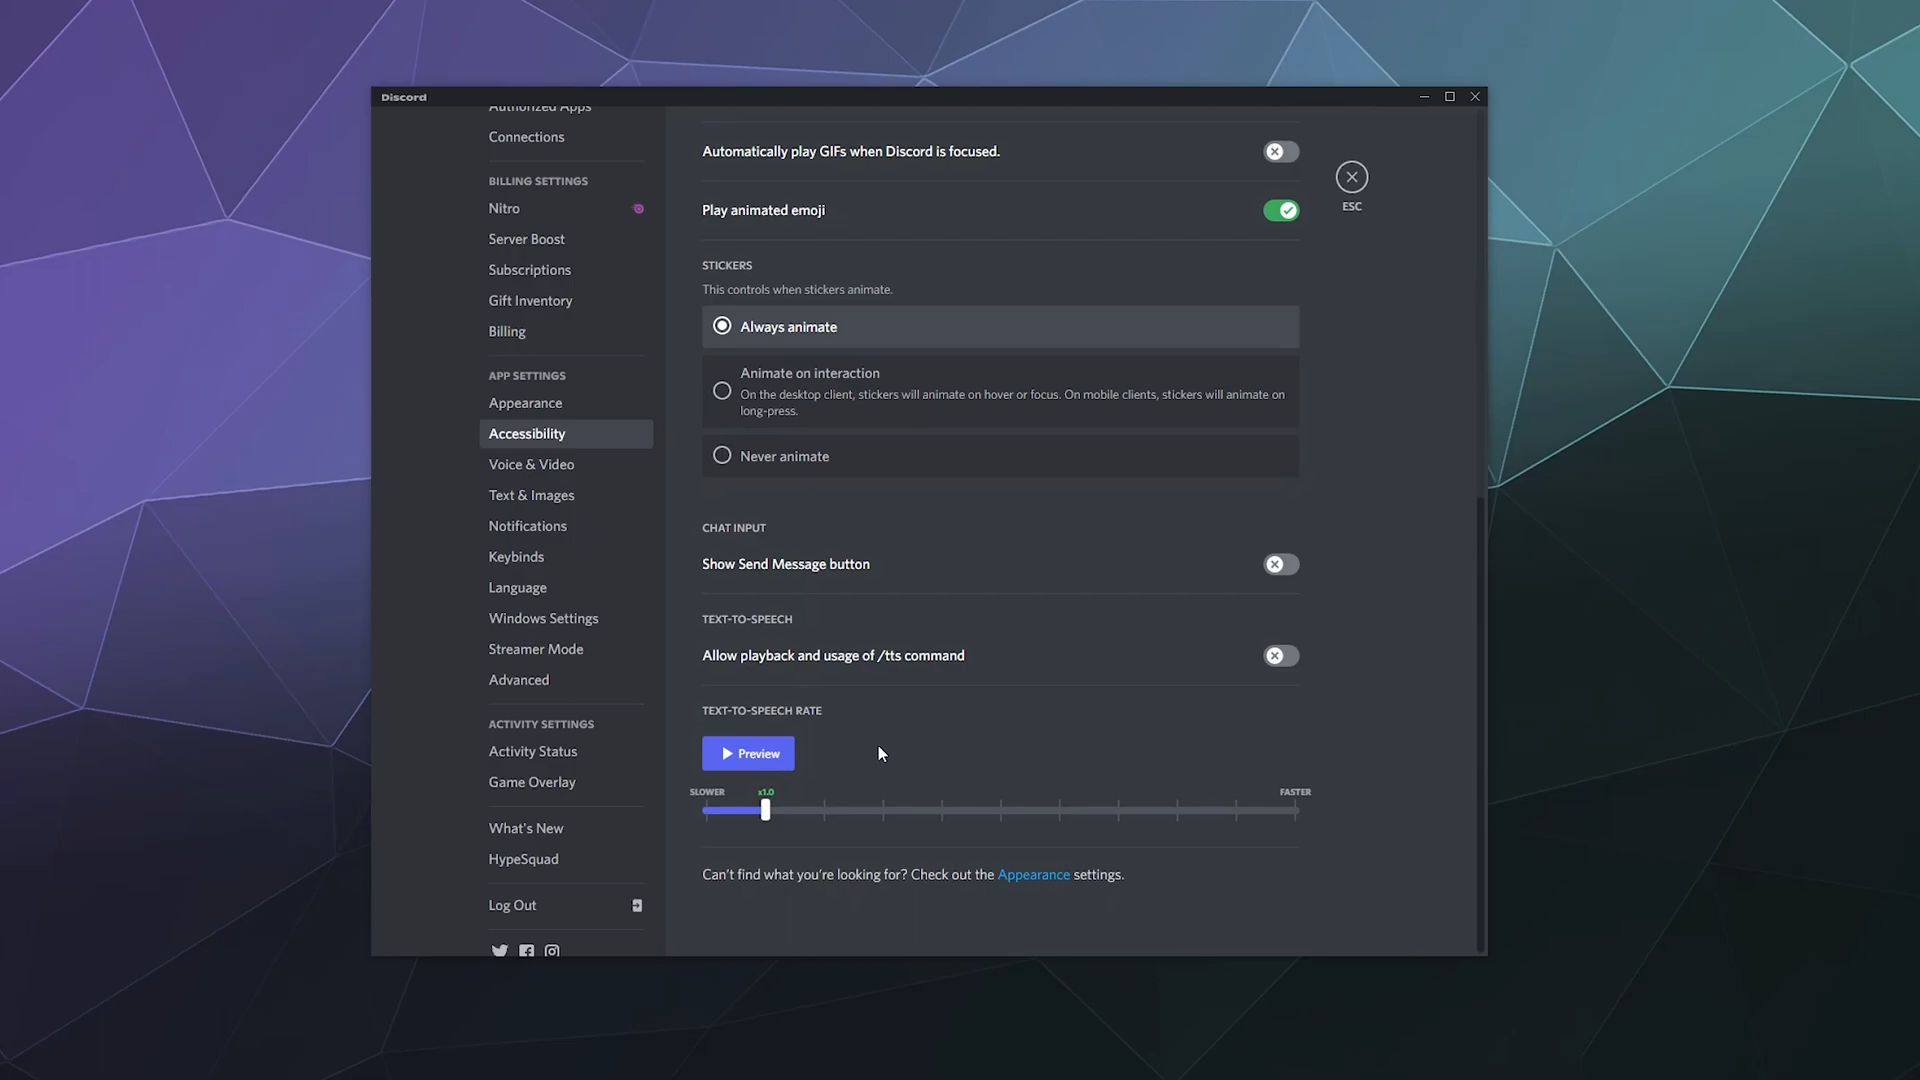 Discord
Authorized Apps
Connections
BILLING SETTINGS
Nitro
Server Boost
Subscriptions
Gift Inventory
Billing
APP SETTINGS
Appearance
Accessibility
Voice & Video
Text & Images
Notifications
Keybinds
Language
Windows Settings
Streamer Mode
Advanced
ACTIVITY SETTINGS
Activity Status
Game Overlay
What's New
HypeSquad
Log Out
Automatically play GIFs when Discord is focused.
Play animated emoji
STICKERS
This controls when stickers animate.
Always animate
Animate on interaction
On the desktop client, stickers will animate on hover or focus. On mobile clients, stickers will animate on
long-press.
Never animate
CHAT INPUT
Show Send Message button
TEXT-TO-SPEECH
Allow playback and usage of /tts command
TEXT-TO-SPEECH RATE
Preview
SLOWER x1.0 FASTER
Can't find what you're looking for? Check out the Appearance settings.
ESC